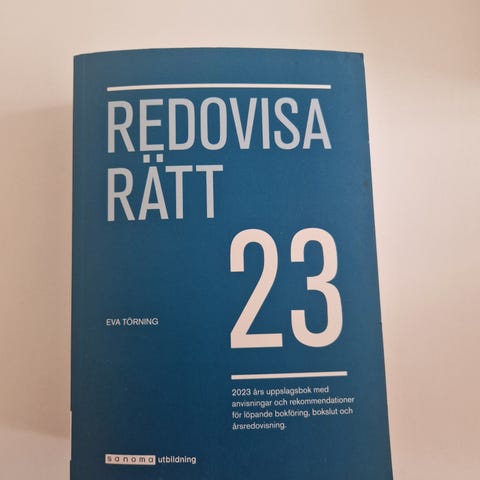 REDOVISA
RÄTT
23
EVA TÖRNING
2023 års uppslagsbok med
anvisningar och rekommendationer
för löpande bokföring, bokslut och
årsredovisning.
sanoma utbildning